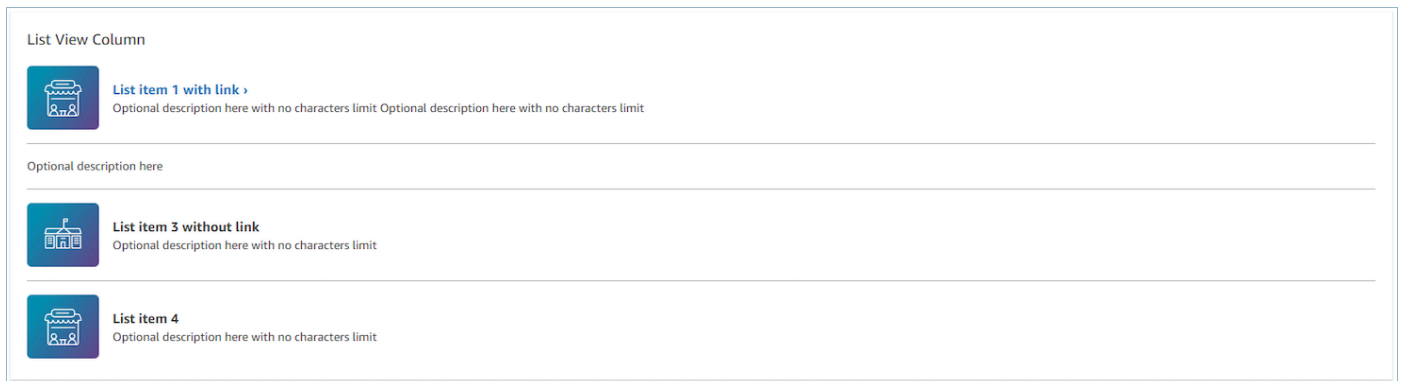 List View Column
List item 1 with link ›
Optional description here with no characters limit Optional description here with no characters limit
Optional description here
List item 3 without link
Optional description here with no characters limit
List item 4
Optional description here with no characters limit